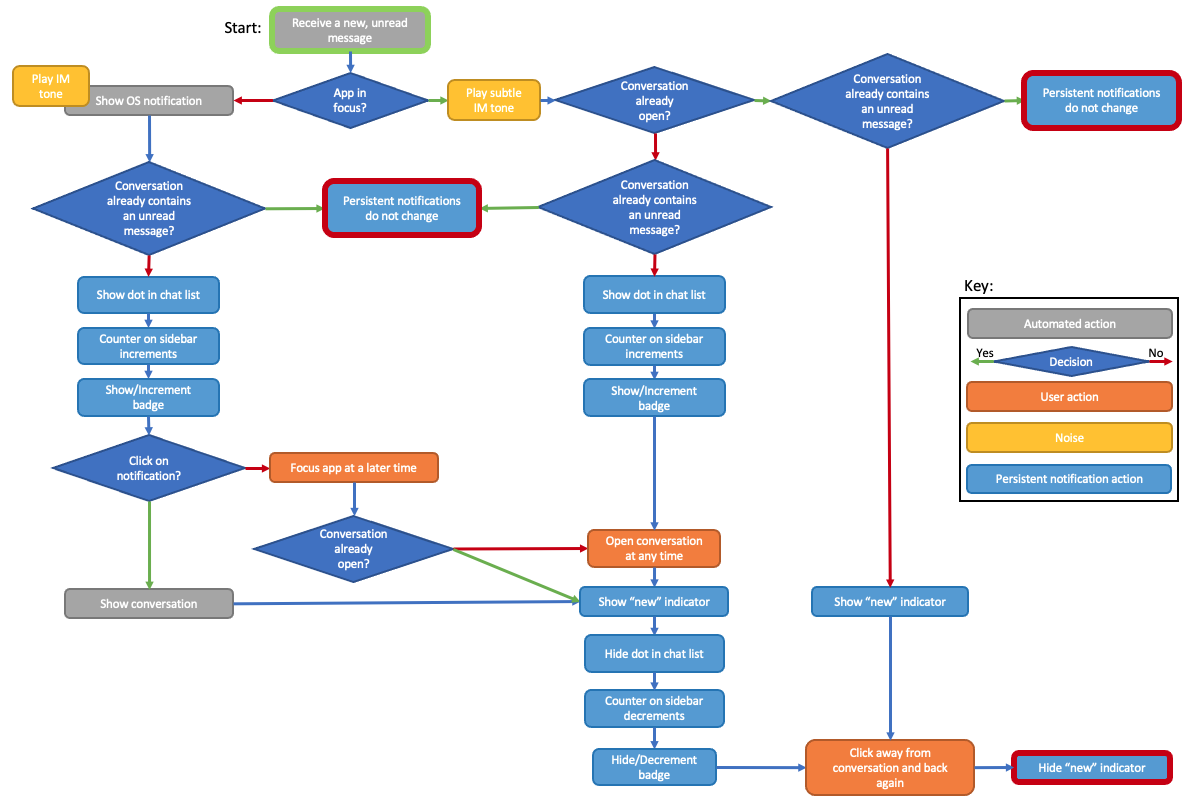 Start:
Receive a new, unread
message
Play IM
tone
Show OS notification
App in
focus?
Play subtle
IM tone
Conversation
already
open?
Conversation
already contains
an unread
message?
Persistent notifications
do not change
Conversation
already contains
an unread
message?
Persistent notifications
do not change
Conversation
already contains
an unread
message?
Show dot in chat list
Counter on sidebar
increments
Show/Increment
badge
Show dot in chat list
Counter on sidebar
increments
Show/Increment
badge
Key:
Automated action
Yes
Decision
No
User action
Noise
Persistent notification action
Click on
notification?
Focus app at a later time
Conversation
already
open?
Open conversation
at any time
Show conversation
Show “new” indicator
Show “new” indicator
Hide dot in chat list
Counter on sidebar
decrements
Hide/Decrement
badge
Click away from
conversation and back
again
Hide “new” indicator